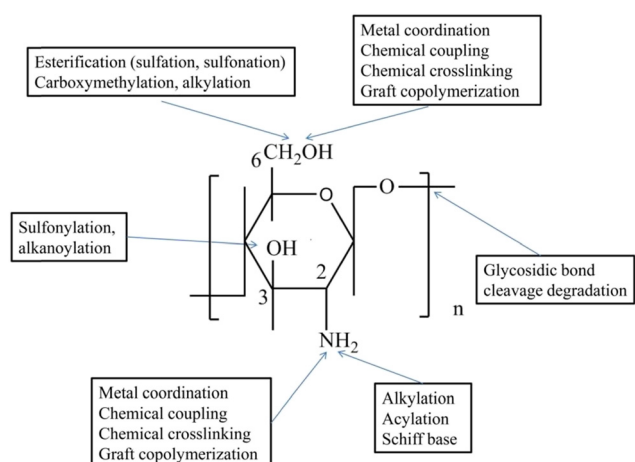 Esterification (sulfation, sulfonation)
Carboxymethylation, alkylation
Metal coordination
Chemical coupling
Chemical crosslinking
Graft copolymerization
6
CH2OH
O
O
Sulfonylation,
alkanoylation
OH
2
3
Glycosidic bond
cleavage degradation
n
NH2
Metal coordination
Chemical coupling
Chemical crosslinking
Graft copolymerization
Alkylation
Acylation
Schiff base